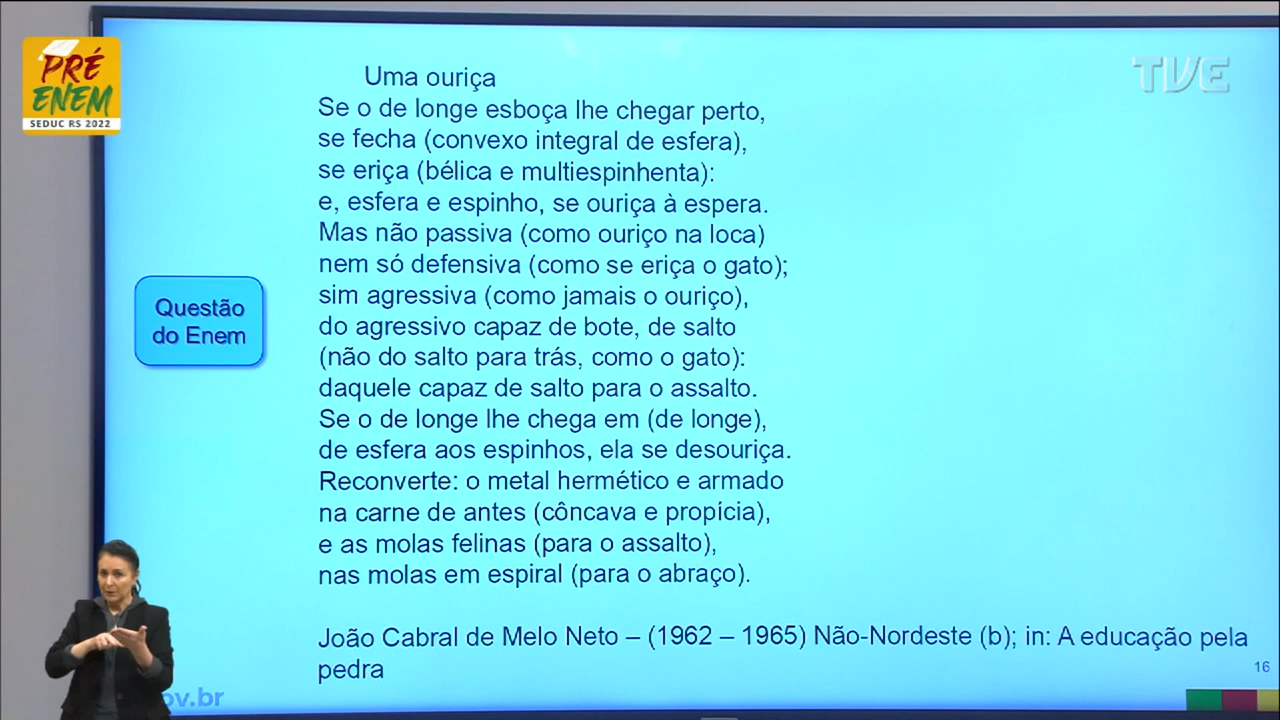 PRÉ
ENEM
SEDUC RS 2022
TVE
Uma ouriça
Se o de longe esboça lhe chegar perto,
se fecha (convexo integral de esfera),
se eriça (bélica e multiespinhenta):
e, esfera e espinho, se ouriça à espera.
Mas não passiva (como ouriço na loca)
nem só defensiva (como se eriça o gato);
sim agressiva (como jamais o ouriço),
do agressivo capaz de bote, de salto
(não do salto para trás, como o gato):
daquele capaz de salto para o assalto.
Se o de longe lhe chega em (de longe),
de esfera aos espinhos, ela se desouriça.
Reconverte: o metal hermético e armado
na carne de antes (côncava e propícia),
e as molas felinas (para o assalto),
nas molas em espiral (para o abraço).
Questão
do Enem
João Cabral de Melo Neto – (1962 – 1965) Não-Nordeste (b); in: A educação pela
pedra
16
ov.br